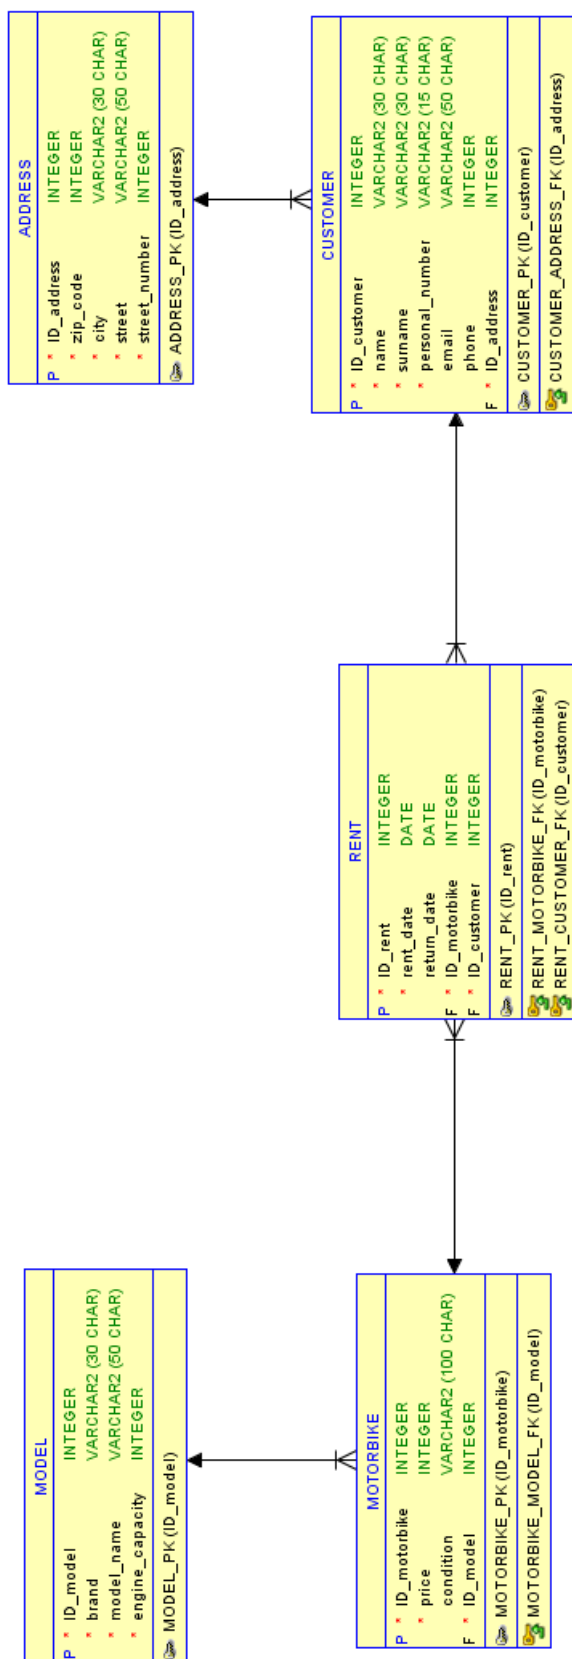 MODEL
P * ID_model INTEGER
* brand VARCHAR2 (30 CHAR)
* model_name VARCHAR2 (50 CHAR)
* engine_capacity INTEGER
MODEL_PK (ID_model)
MOTORBIKE
P * ID_motorbike INTEGER
* price INTEGER
condition VARCHAR2 (100 CHAR)
F * ID_model INTEGER
MOTORBIKE_PK (ID_motorbike)
MOTORBIKE_MODEL_FK (ID_model)
RENT
P * ID_rent INTEGER
* rent_date DATE
return_date DATE
F * ID_motorbike INTEGER
F * ID_customer INTEGER
RENT_PK (ID_rent)
RENT_MOTORBIKE_FK (ID_motorbike)
RENT_CUSTOMER_FK (ID_customer)
ADDRESS
P * ID_address INTEGER
* zip_code INTEGER
* city VARCHAR2 (30 CHAR)
* street VARCHAR2 (50 CHAR)
* street_number INTEGER
ADDRESS_PK (ID_address)
CUSTOMER
P * ID_customer INTEGER
* name VARCHAR2 (30 CHAR)
* surname VARCHAR2 (30 CHAR)
* personal_number VARCHAR2 (15 CHAR)
email VARCHAR2 (50 CHAR)
phone INTEGER
F * ID_address INTEGER
CUSTOMER_PK (ID_customer)
CUSTOMER_ADDRESS_FK (ID_address)